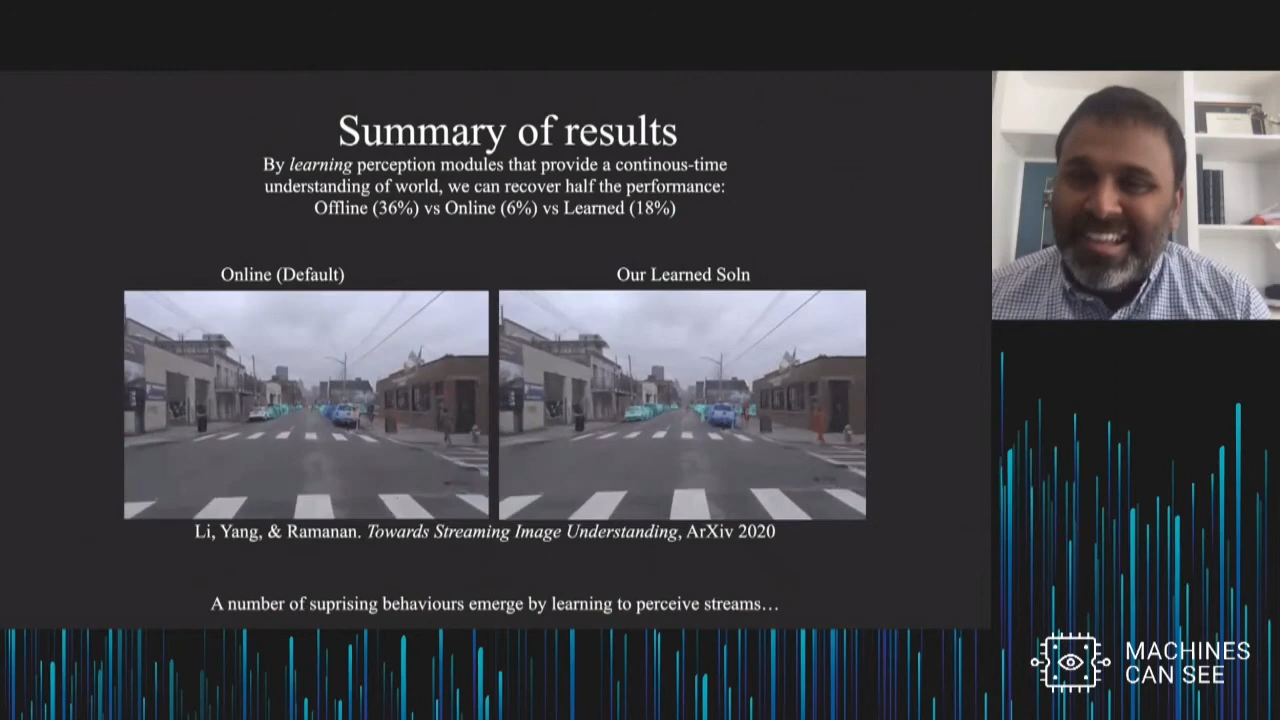 Summary of results
By learning perception modules that provide a continous-time
understanding of world, we can recover half the performance:
Offline (36%) vs Online (6%) vs Learned (18%)
Online (Default)
Our Learned Soln
Li, Yang, & Ramanan. Towards Streaming Image Understanding, ArXiv 2020
A number of suprising behaviours emerge by learning to perceive streams…
MACHINES
CAN SEE